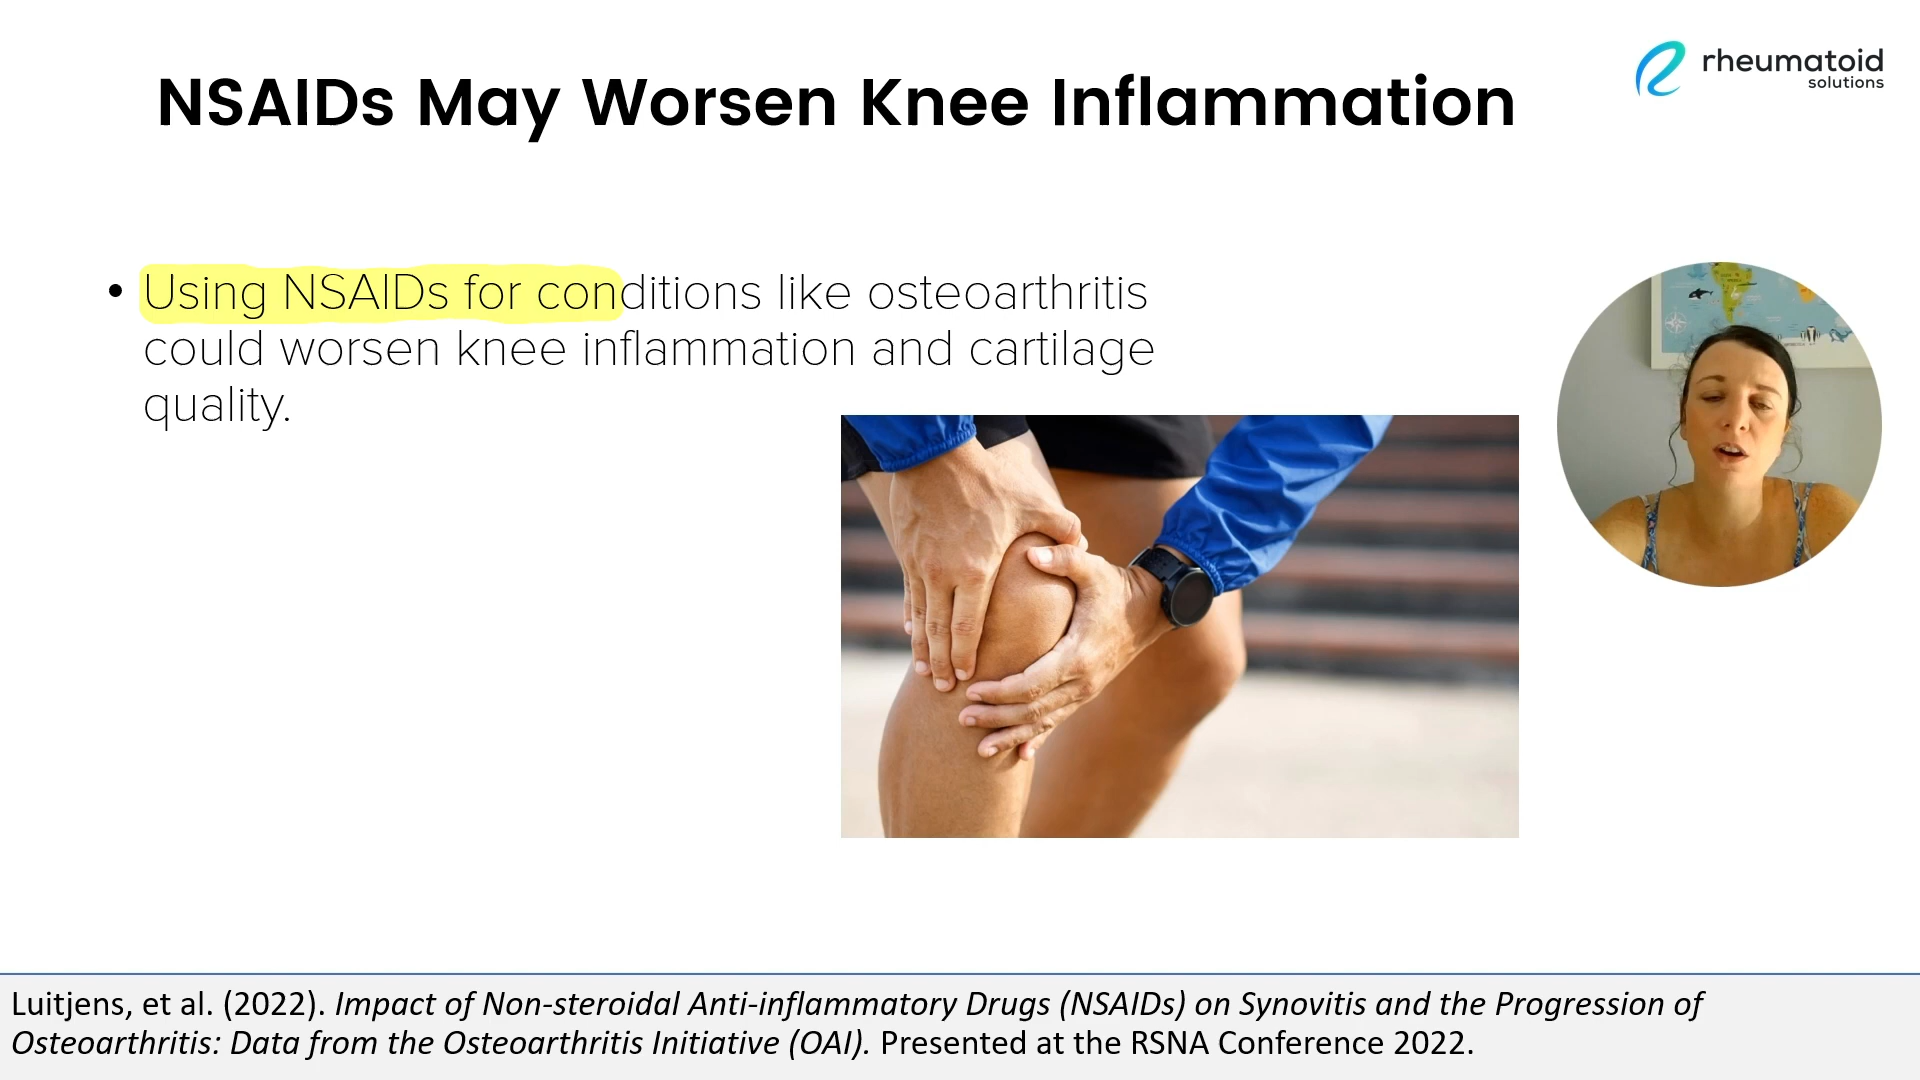 NSAIDs May Worsen Knee Inflammation
rheumatoid
solutions
• Using NSAIDs for conditions like osteoarthritis
could worsen knee inflammation and cartilage
quality.
Luitjens, et al. (2022). Impact of Non-steroidal Anti-inflammatory Drugs (NSAIDs) on Synovitis and the Progression of
Osteoarthritis: Data from the Osteoarthritis Initiative (OAI). Presented at the RSNA Conference 2022.